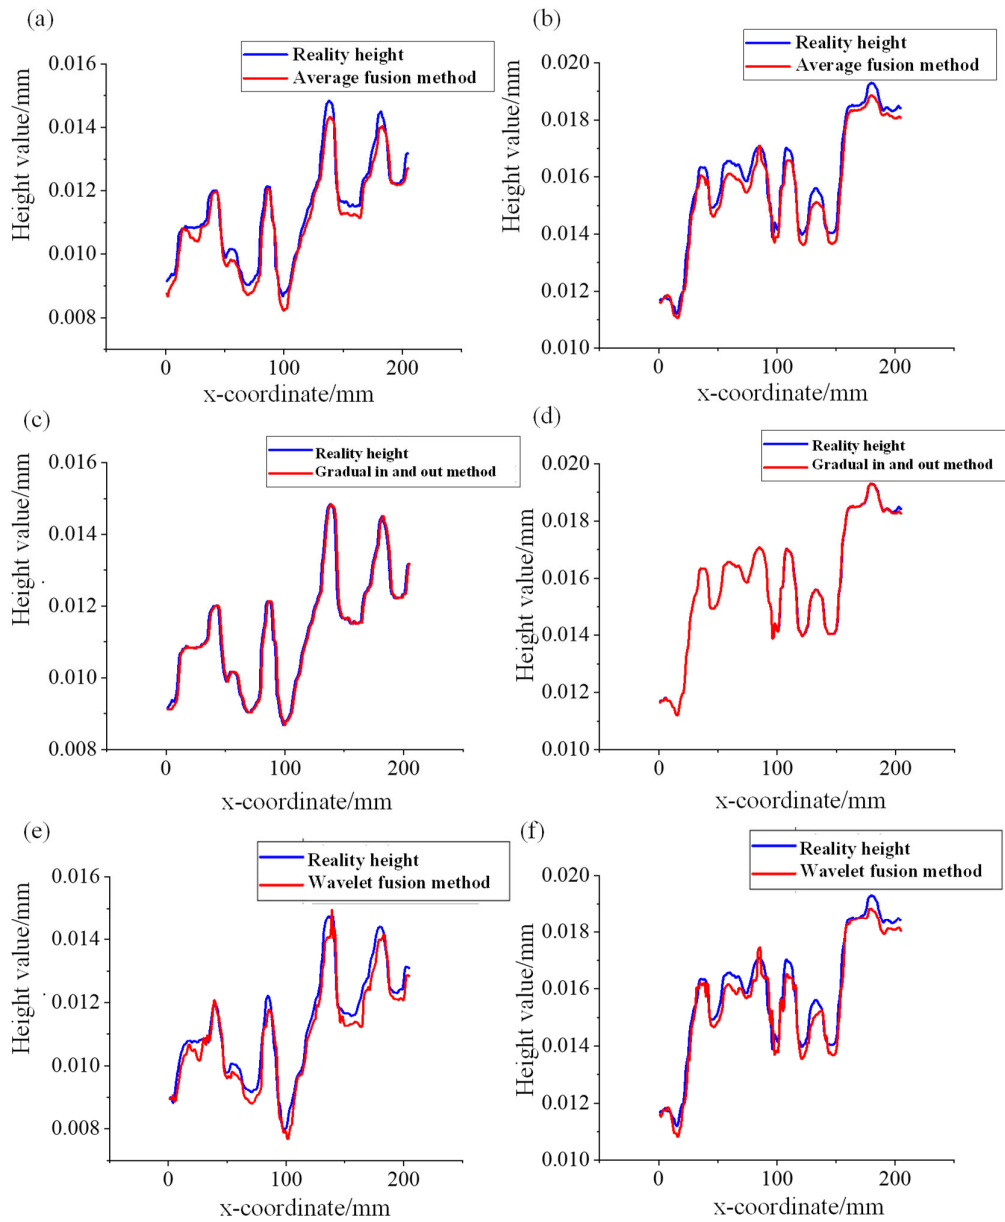 (a)
Reality height
Average fusion method
0.016
0.014
0.012
0.010
0.008
Height value/mm
0
100
200
x-coordinate/mm
(b)
Reality height
Average fusion method
0.020
0.018
0.016
0.014
0.012
0.010
Height value/mm
0
100
200
x-coordinate/mm
(c)
Reality height
Gradual in and out method
0.016
0.014
0.012
0.010
0.008
Height value/mm
0
100
200
x-coordinate/mm
(d)
Reality height
Gradual in and out method
0.020
0.018
0.016
0.014
0.012
0.010
Height value/mm
0
100
200
x-coordinate/mm
(e)
Reality height
Wavelet fusion method
0.016
0.014
0.012
0.010
0.008
Height value/mm
0
100
200
x-coordinate/mm
(f)
Reality height
Wavelet fusion method
0.020
0.018
0.016
0.014
0.012
0.010
Height value/mm
0
100
200
x-coordinate/mm